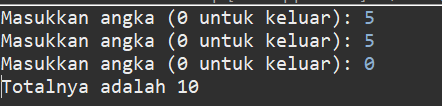 Masukkan angka (0 untuk keluar): 5
Masukkan angka (0 untuk keluar): 5
Masukkan angka (0 untuk keluar): 0
Totalnya adalah 10